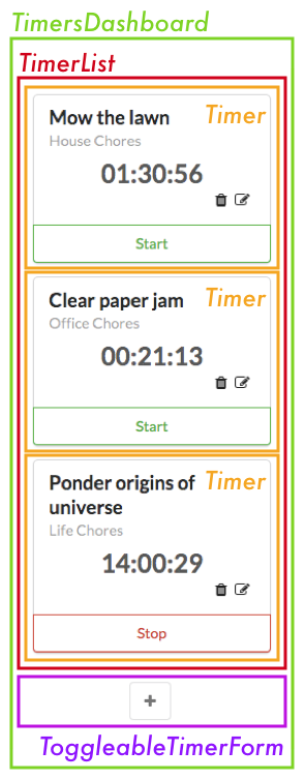 TimersDashboard
TimerList
Mow the lawn
Timer
House Chores
01:30:56
Start
Clear paper jam
Timer
Office Chores
00:21:13
Start
Ponder origins of
Timer
universe
Life Chores
14:00:29
Stop
+
ToggleableTimerForm